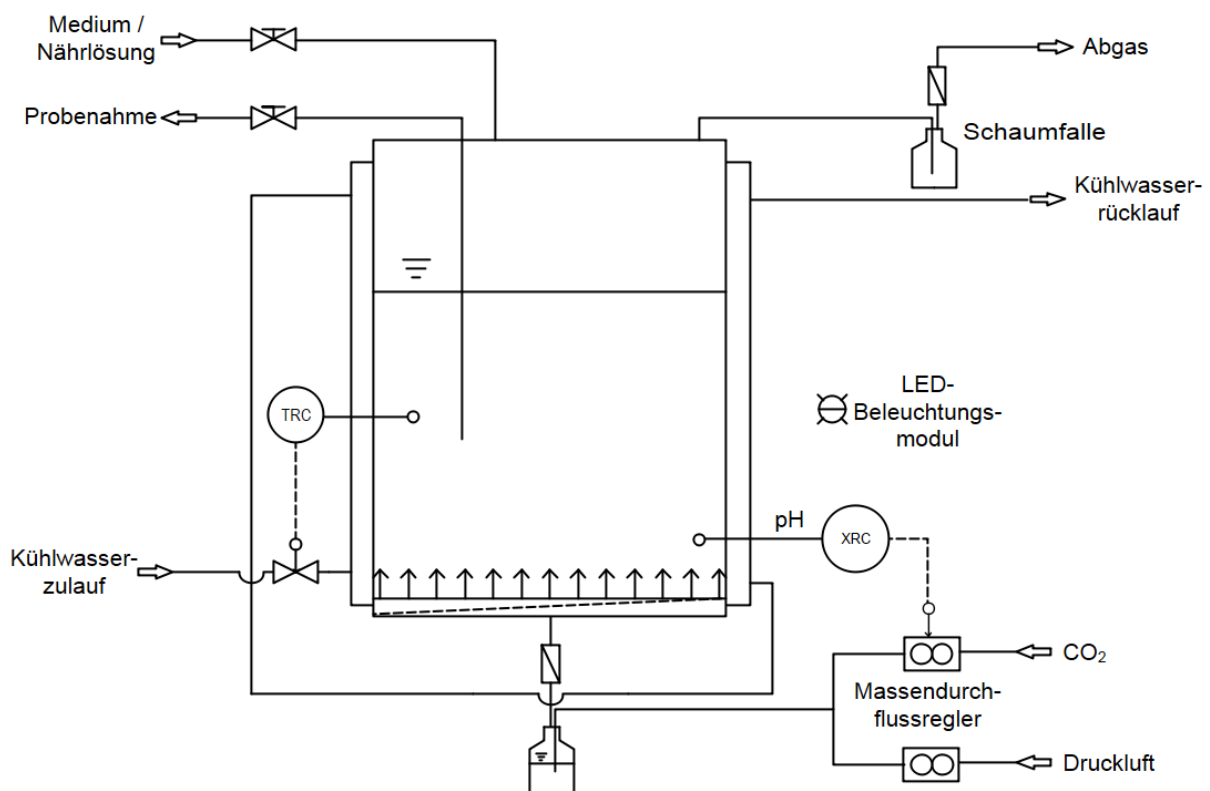 Medium /
Nährlösung
Abgas
Probenahme
Schaumfalle
Kühlwasser-
rücklauf
LED-
Beleuchtungs-
modul
TRC
pH
XRC
Kühlwasser-
zulauf
CO₂
Massendurch-
flussregler
Druckluft